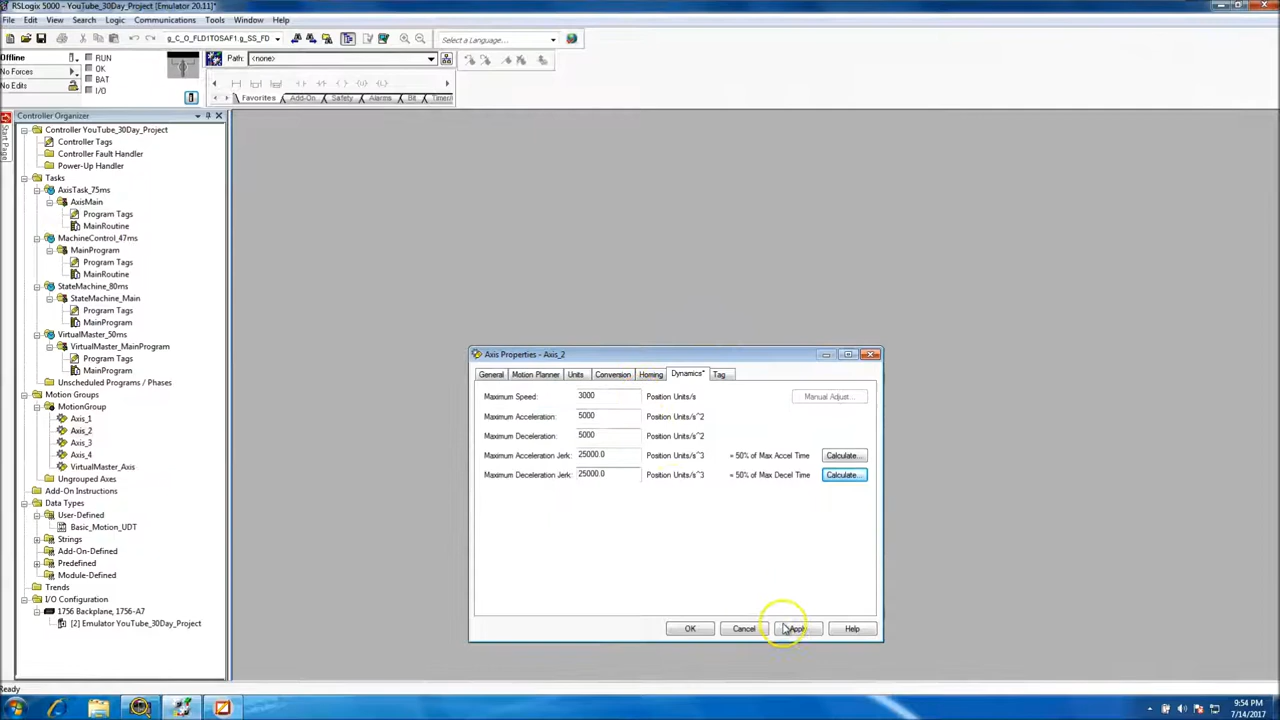 RSLogix 5000 - YouTube_30Day_Project [Emulator 20.11]*
File Edit View Search Logic Communications Tools Window Help
g_C_O_FLD1TOSAF1.g_SS_FD
Select a Language...
Offline
RUN
Path: <none>
No Forces
OK
No Edits
BAT
I/O
Favorites Add-On Safety Alarms Bit Timer
Controller Organizer
Start Page
Controller YouTube_30Day_Project
Controller Tags
Controller Fault Handler
Power-Up Handler
Tasks
AxisTask_75ms
AxisMain
Program Tags
MainRoutine
MachineControl_47ms
MainProgram
Program Tags
MainRoutine
StateMachine_80ms
StateMachine_Main
Program Tags
MainProgram
VirtualMaster_50ms
VirtualMaster_MainProgram
Program Tags
MainProgram
Unscheduled Programs / Phases
Motion Groups
MotionGroup
Axis_1
Axis_2
Axis_3
Axis_4
VirtualMaster_Axis
Ungrouped Axes
Add-On Instructions
Data Types
User-Defined
Basic_Motion_UDT
Strings
Add-On-Defined
Predefined
Module-Defined
Trends
I/O Configuration
1756 Backplane, 1756-A7
[2] Emulator YouTube_30Day_Project
Axis Properties - Axis_2
General Motion Planner Units Conversion Homing Dynamics* Tag
Maximum Speed: 3000 Position Units/s Manual Adjust...
Maximum Acceleration: 5000 Position Units/s^2
Maximum Deceleration: 5000 Position Units/s^2
Maximum Acceleration Jerk: 25000.0 Position Units/s^3 = 50% of Max Accel Time Calculate...
Maximum Deceleration Jerk: 25000.0 Position Units/s^3 = 50% of Max Decel Time Calculate...
OK Cancel Apply Help
Ready
9:54 PM
7/14/2017